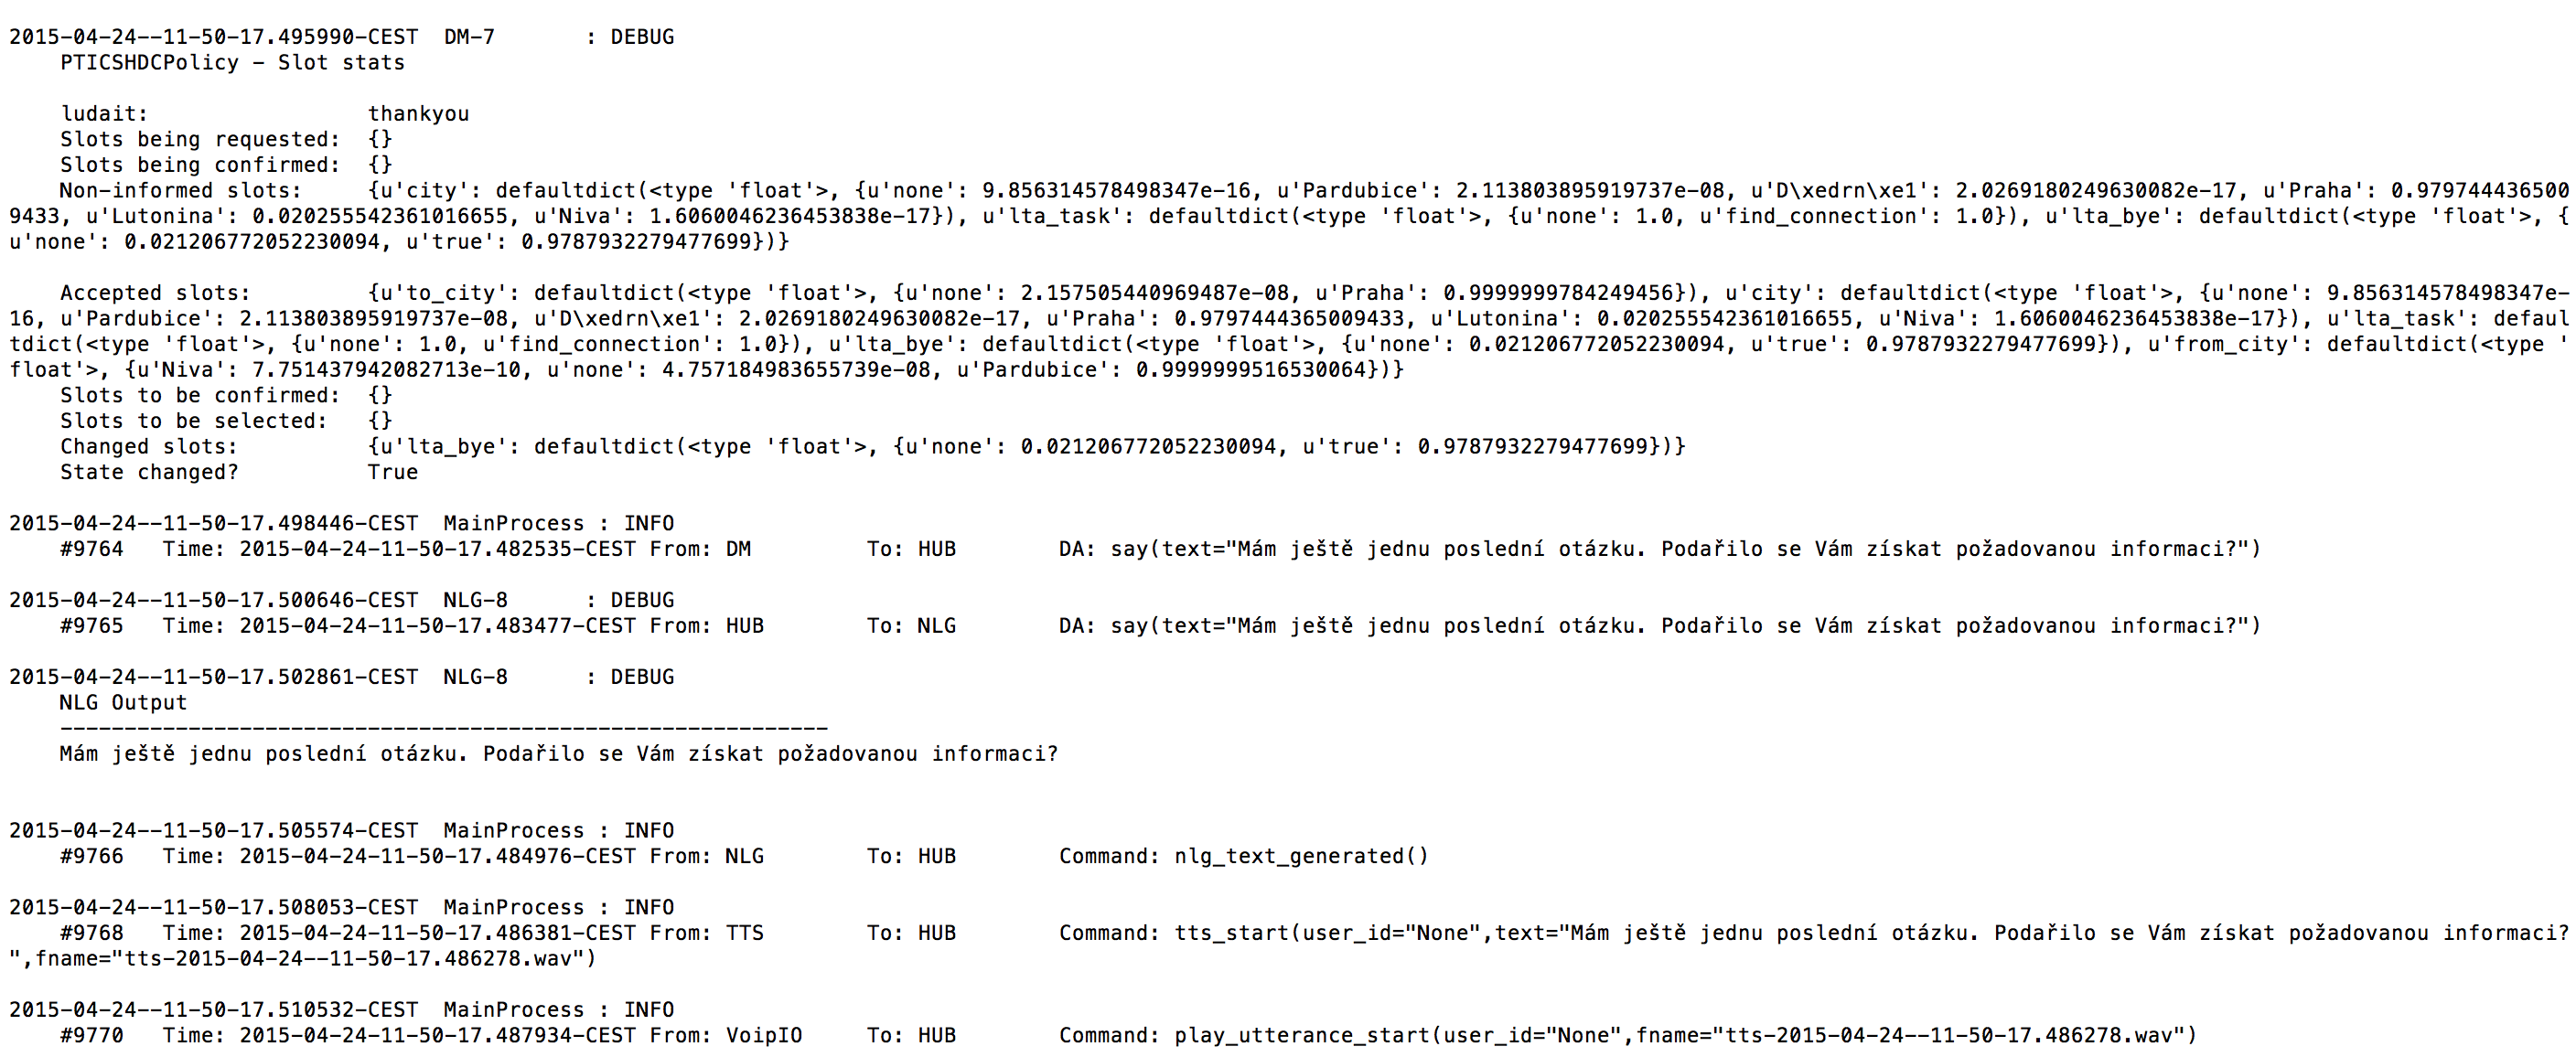 2015-04-24--11-50-17.495990-CEST  DM-7       : DEBUG
    PTICSHDCPolicy - Slot stats
    ludait:                 thankyou
    Slots being requested:  {}
    Slots being confirmed:  {}
    Non-informed slots:     {u'city': defaultdict(<type 'float'>, {u'none': 9.856314578498347e-16, u'Pardubice': 2.113803895919737e-08, u'D\xedrn\xe1': 2.0269180249630082e-17, u'Praha': 0.979744436500
9433, u'Lutonina': 0.020255542361016655, u'Niva': 1.6060046236453838e-17}), u'lta_task': defaultdict(<type 'float'>, {u'none': 1.0, u'find_connection': 1.0}), u'lta_bye': defaultdict(<type 'float'>, {
u'none': 0.021206772052230094, u'true': 0.9787932279477699})}
    Accepted slots:         {u'to_city': defaultdict(<type 'float'>, {u'none': 2.157505440969487e-08, u'Praha': 0.9999999784249456}), u'city': defaultdict(<type 'float'>, {u'none': 9.856314578498347e-
16, u'Pardubice': 2.113803895919737e-08, u'D\xedrn\xe1': 2.0269180249630082e-17, u'Praha': 0.9797444365009433, u'Lutonina': 0.020255542361016655, u'Niva': 1.6060046236453838e-17}), u'lta_task': defaul
tdict(<type 'float'>, {u'none': 1.0, u'find_connection': 1.0}), u'lta_bye': defaultdict(<type 'float'>, {u'none': 0.021206772052230094, u'true': 0.9787932279477699}), u'from_city': defaultdict(<type '
float'>, {u'Niva': 7.751437942082713e-10, u'none': 4.757184983655739e-08, u'Pardubice': 0.9999999516530064})}
    Slots to be confirmed:  {}
    Slots to be selected:   {}
    Changed slots:          {u'lta_bye': defaultdict(<type 'float'>, {u'none': 0.021206772052230094, u'true': 0.9787932279477699})}
    State changed?          True
2015-04-24--11-50-17.498446-CEST  MainProcess : INFO
    #9764   Time: 2015-04-24-11-50-17.482535-CEST From: DM         To: HUB        DA: say(text="Mám ještě jednu poslední otázku. Podařilo se Vám získat požadovanou informaci?")
2015-04-24--11-50-17.500646-CEST  NLG-8      : DEBUG
    #9765   Time: 2015-04-24-11-50-17.483477-CEST From: HUB        To: NLG        DA: say(text="Mám ještě jednu poslední otázku. Podařilo se Vám získat požadovanou informaci?")
2015-04-24--11-50-17.502861-CEST  NLG-8      : DEBUG
    NLG Output
    ------------------------------------------------------------
    Mám ještě jednu poslední otázku. Podařilo se Vám získat požadovanou informaci?
2015-04-24--11-50-17.505574-CEST  MainProcess : INFO
    #9766   Time: 2015-04-24-11-50-17.484976-CEST From: NLG        To: HUB        Command: nlg_text_generated()
2015-04-24--11-50-17.508053-CEST  MainProcess : INFO
    #9768   Time: 2015-04-24-11-50-17.486381-CEST From: TTS        To: HUB        Command: tts_start(user_id="None",text="Mám ještě jednu poslední otázku. Podařilo se Vám získat požadovanou informaci?
",fname="tts-2015-04-24--11-50-17.486278.wav")
2015-04-24--11-50-17.510532-CEST  MainProcess : INFO
    #9770   Time: 2015-04-24-11-50-17.487934-CEST From: VoipIO     To: HUB        Command: play_utterance_start(user_id="None",fname="tts-2015-04-24--11-50-17.486278.wav")